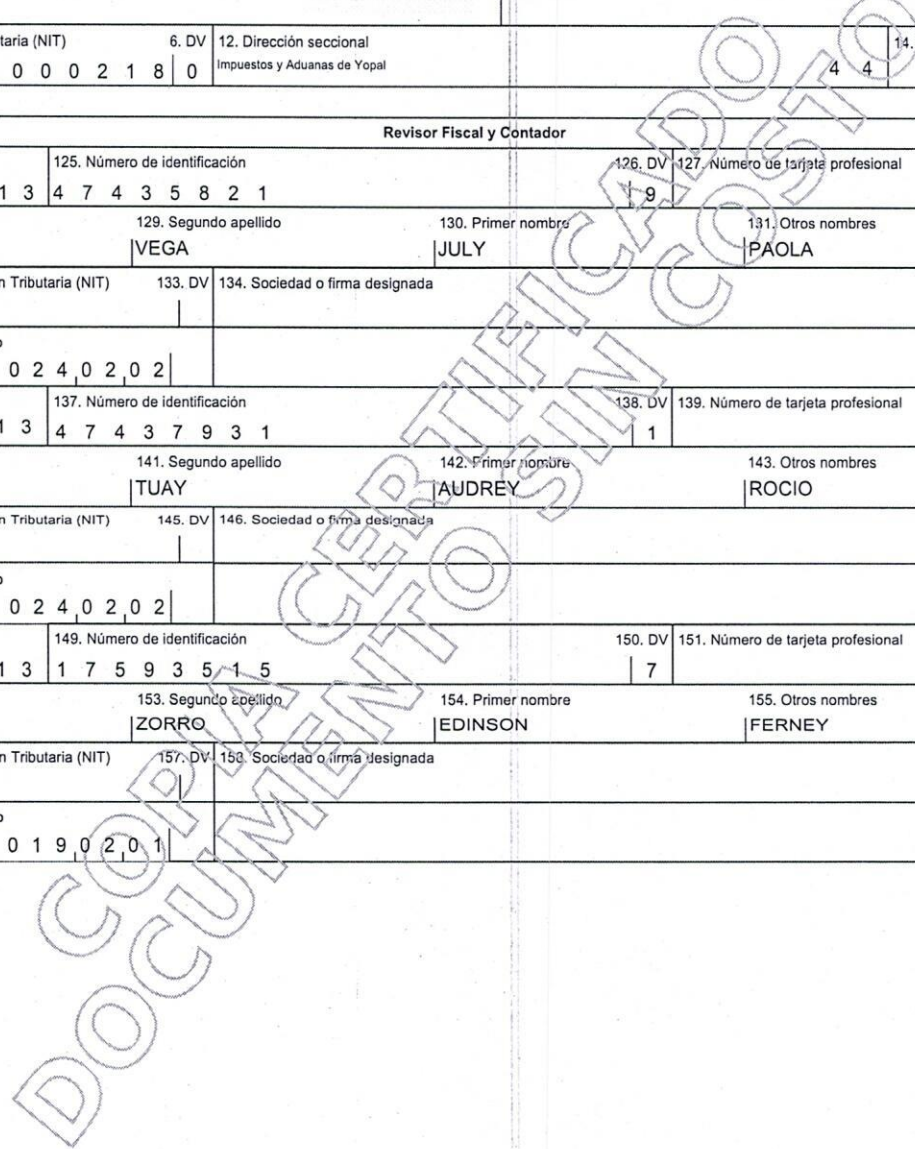 taria (NIT) 6. DV 12. Dirección seccional 14.
0 0 0 2 1 8 0 Impuestos y Aduanas de Yopal 4 4
Revisor Fiscal y Contador
125. Número de identificación 126. DV 127. Número de tarjeta profesional
1 3 4 7 4 3 5 8 2 1 9
129. Segundo apellido 130. Primer nombre 131. Otros nombres
VEGA JULY PAOLA
n Tributaria (NIT) 133. DV 134. Sociedad o firma designada
0 2 4 0 2 0 2
137. Número de identificación 138. DV 139. Número de tarjeta profesional
1 3 4 7 4 3 7 9 3 1 1
141. Segundo apellido 142. Primer nombre 143. Otros nombres
TUAY AUDREY ROCIO
n Tributaria (NIT) 145. DV 146. Sociedad o firma designada
0 2 4 0 2 0 2
149. Número de identificación 150. DV 151. Número de tarjeta profesional
1 3 1 7 5 9 3 5 1 5 7
153. Segundo apellido 154. Primer nombre 155. Otros nombres
ZORRO EDINSON FERNEY
n Tributaria (NIT) 157. DV 158. Sociedad o firma designada
0 1 9 0 2 0 1
COPIA CERTIFICADO
DOCUMENTO SIN COSTO